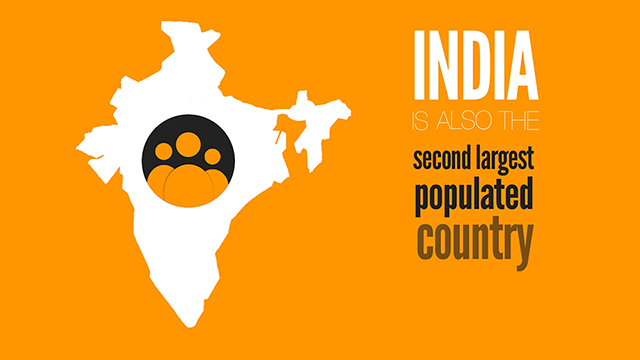 INDIA
IS ALSO THE
second largest
populated
country